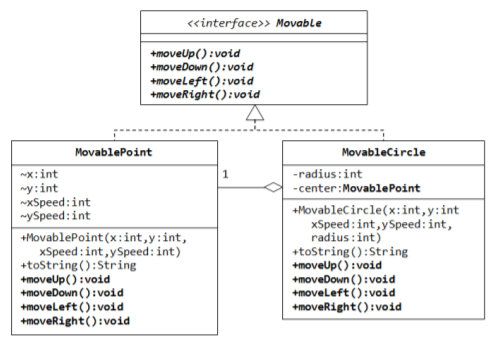 <<interface>> Movable
+moveUp():void
+moveDown():void
+moveLeft():void
+moveRight():void
MovablePoint
~x:int
~y:int
~xSpeed:int
~ySpeed:int
+MovablePoint(x:int,y:int,
xSpeed:int,ySpeed:int)
+toString():String
+moveUp():void
+moveDown():void
+moveLeft():void
+moveRight():void
1
MovableCircle
-radius:int
-center:MovablePoint
+MovableCircle(x:int,y:int
xSpeed:int,ySpeed:int,
radius:int)
+toString():String
+moveUp():void
+moveDown():void
+moveLeft():void
+moveRight():void